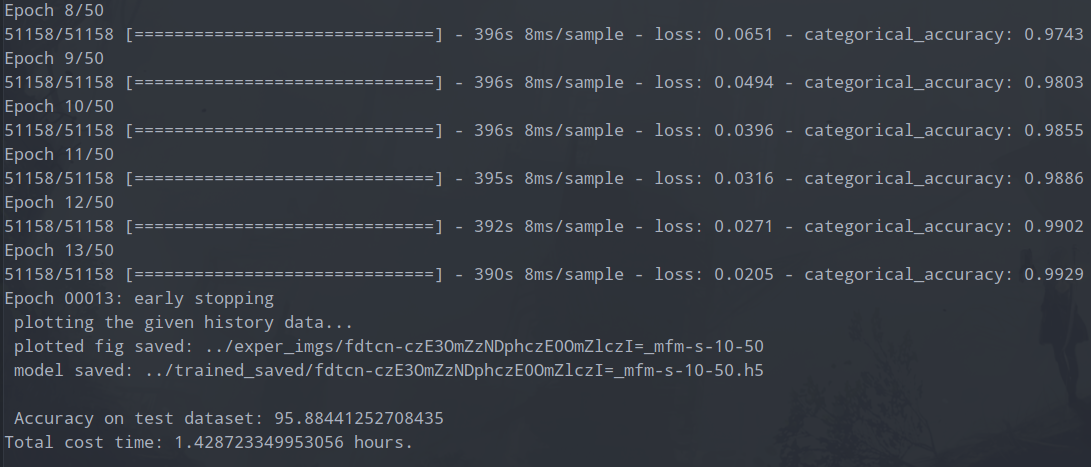 Epoch 8/50
51158/51158 [==============================] - 396s 8ms/sample - loss: 0.0651 - categorical_accuracy: 0.9743
Epoch 9/50
51158/51158 [==============================] - 396s 8ms/sample - loss: 0.0494 - categorical_accuracy: 0.9803
Epoch 10/50
51158/51158 [==============================] - 396s 8ms/sample - loss: 0.0396 - categorical_accuracy: 0.9855
Epoch 11/50
51158/51158 [==============================] - 395s 8ms/sample - loss: 0.0316 - categorical_accuracy: 0.9886
Epoch 12/50
51158/51158 [==============================] - 392s 8ms/sample - loss: 0.0271 - categorical_accuracy: 0.9902
Epoch 13/50
51158/51158 [==============================] - 390s 8ms/sample - loss: 0.0205 - categorical_accuracy: 0.9929
Epoch 00013: early stopping
plotting the given history data...
plotted fig saved: ../exper_imgs/fdtcn-czE3OmZzNDphczE0OmZlczI=_mfm-s-10-50
model saved: ../trained_saved/fdtcn-czE3OmZzNDphczE0OmZlczI=_mfm-s-10-50.h5
Accuracy on test dataset: 95.88441252708435
Total cost time: 1.428723349953056 hours.